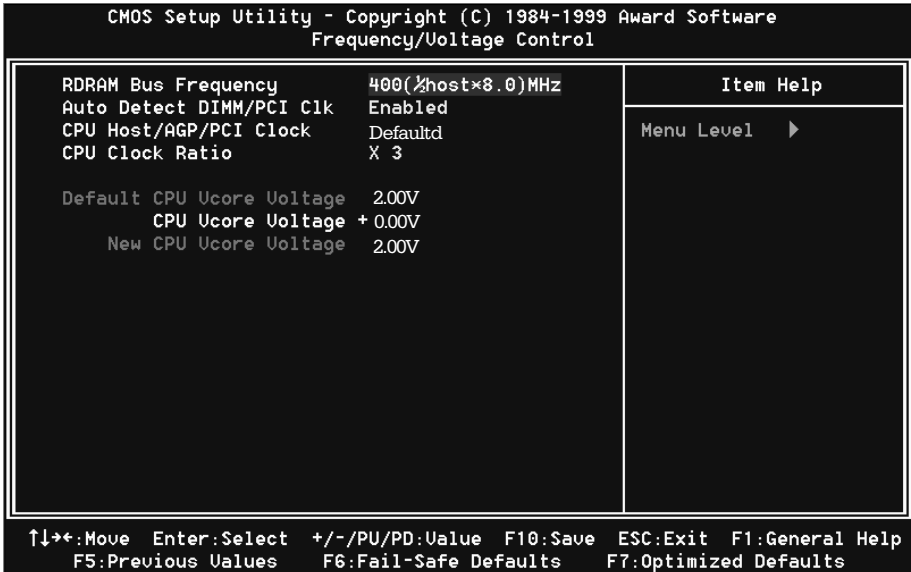 CMOS Setup Utility - Copyright (C) 1984-1999 Award Software
Frequency/Voltage Control
RDRAM Bus Frequency 400(½host×8.0)MHz
Auto Detect DIMM/PCI Clk Enabled
CPU Host/AGP/PCI Clock Defaultd
CPU Clock Ratio X 3
Default CPU Vcore Voltage 2.00V
CPU Vcore Voltage + 0.00V
New CPU Vcore Voltage 2.00V
Item Help
Menu Level ▶
↑↓→←:Move Enter:Select +/-/PU/PD:Value F10:Save ESC:Exit F1:General Help
F5:Previous Values F6:Fail-Safe Defaults F7:Optimized Defaults